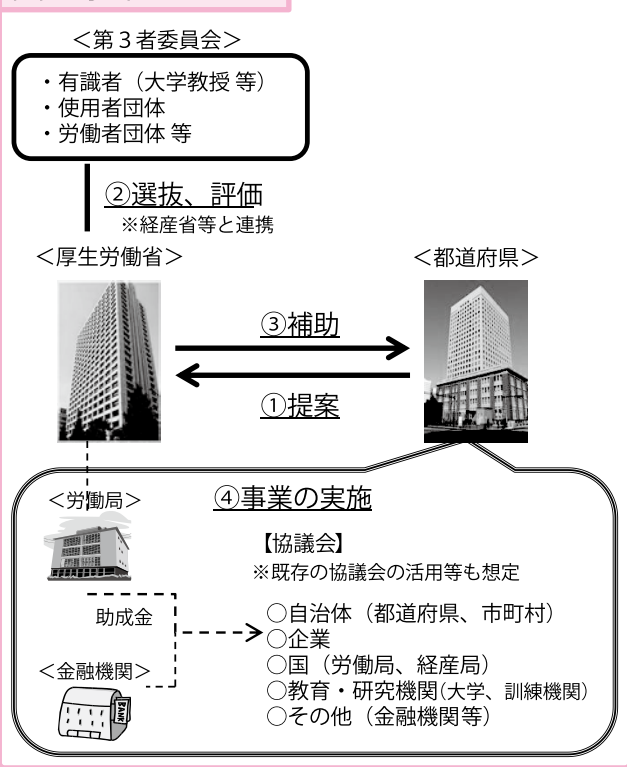 ＜第３者委員会＞
・有識者（大学教授 等）
・使用者団体
・労働者団体 等
②選抜、評価
※経産省等と連携
＜厚生労働省＞
＜都道府県＞
③補助
①提案
＜労働局＞
④事業の実施
【協議会】
※既存の協議会の活用等も想定
助成金
○自治体（都道府県、市町村）
○企業
○国（労働局、経産局）
○教育・研究機関（大学、訓練機関）
○その他（金融機関等）
＜金融機関＞
BANK